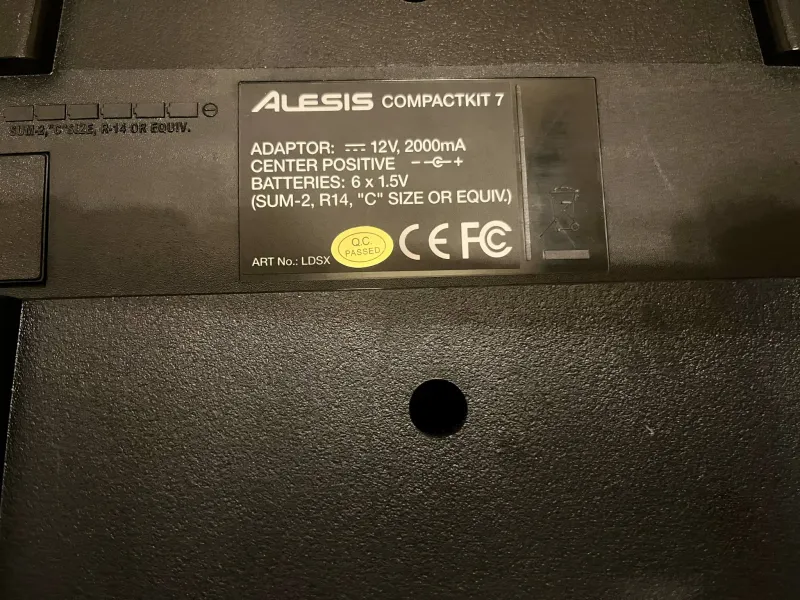 ALESIS COMPACTKIT 7
SUM-2, "C" SIZE, R-14 OR EQUIV.
ADAPTOR: ⎓ 12V, 2000mA
CENTER POSITIVE - +
BATTERIES: 6 x 1.5V
(SUM-2, R14, "C" SIZE OR EQUIV.)
Q.C.
PASSED
CE FC
ART No.: LDSX